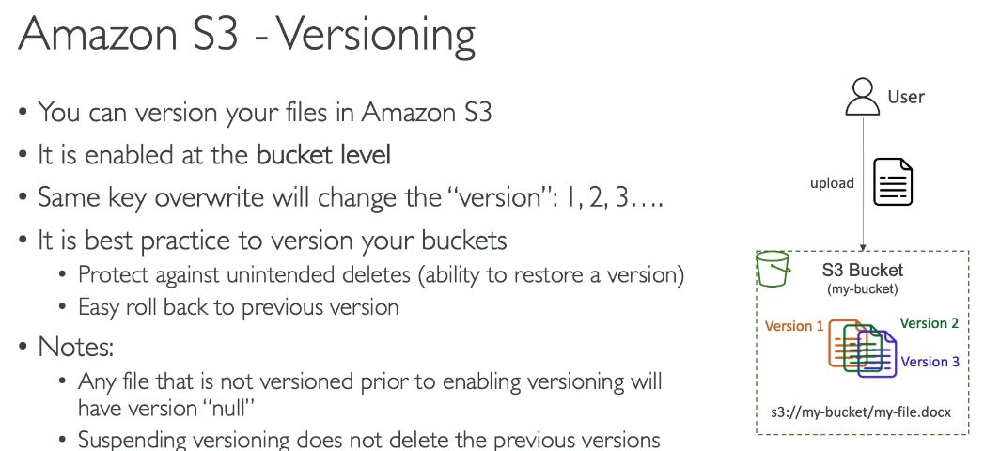 Amazon S3 - Versioning
• You can version your files in Amazon S3
• It is enabled at the bucket level
• Same key overwrite will change the “version”: 1, 2, 3….
• It is best practice to version your buckets
• Protect against unintended deletes (ability to restore a version)
• Easy roll back to previous version
• Notes:
• Any file that is not versioned prior to enabling versioning will
have version “null”
• Suspending versioning does not delete the previous versions
User
upload
S3 Bucket
(my-bucket)
Version 1
Version 2
Version 3
s3://my-bucket/my-file.docx